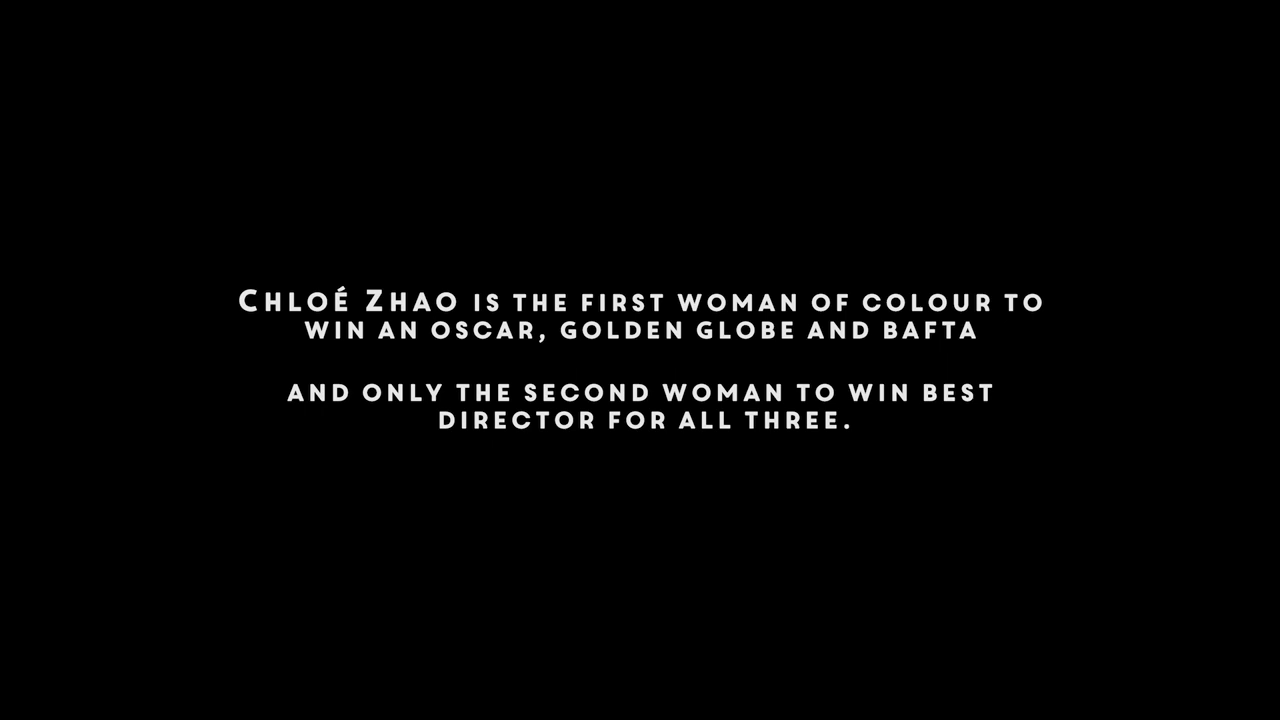 Chloé Zhao is the first woman of colour to
win an oscar, golden globe and bafta
and only the second woman to win best
director for all three.